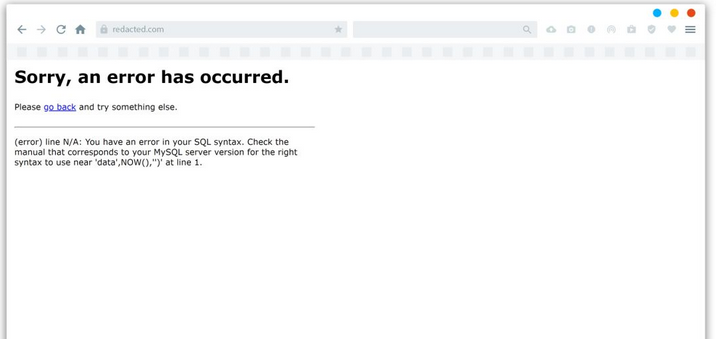 redacted.com
Sorry, an error has occurred.
Please go back and try something else.
(error) line N/A: You have an error in your SQL syntax. Check the
manual that corresponds to your MySQL server version for the right
syntax to use near 'data',NOW(),'')' at line 1.